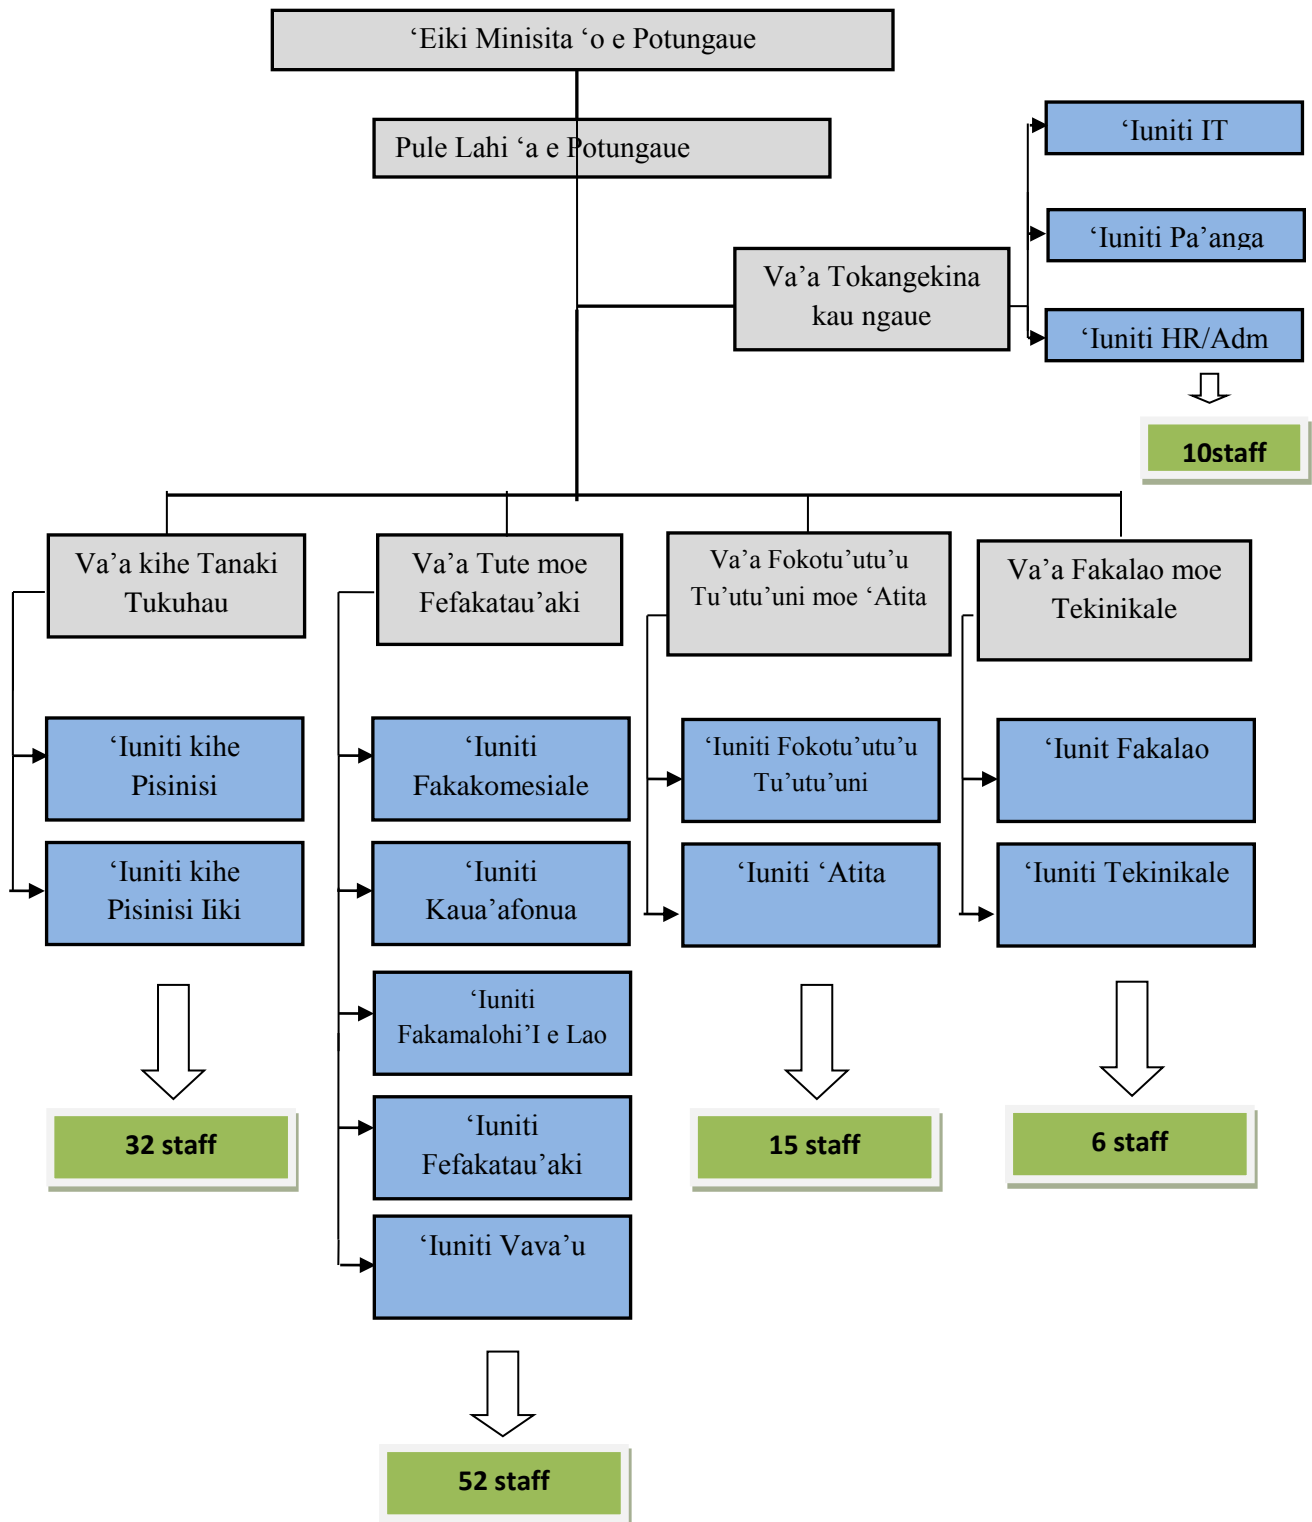 ‘Eiki Minisita ‘o e Potungaue
Pule Lahi ‘a e Potungaue
‘Iuniti IT
‘Iuniti Pa’anga
Va’a Tokangekina
kau ngaue
‘Iuniti HR/Adm
10staff
Va’a kihe Tanaki
Tukuhau
Va’a Tute moe
Fefakatau’aki
Va’a Fokotu’utu’u
Tu’utu’uni moe ‘Atita
Va’a Fakalao moe
Tekinikale
‘Iuniti kihe
Pisinisi
‘Iuniti
Fakakomesiale
‘Iuniti Fokotu’utu’u
Tu’utu’uni
‘Iunit Fakalao
‘Iuniti kihe
Pisinisi Iiki
‘Iuniti
Kaua’afonua
‘Iuniti ‘Atita
‘Iuniti Tekinikale
‘Iuniti
Fakamalohi’I e Lao
32 staff
‘Iuniti
Fefakatau’aki
15 staff
6 staff
‘Iuniti Vava’u
52 staff